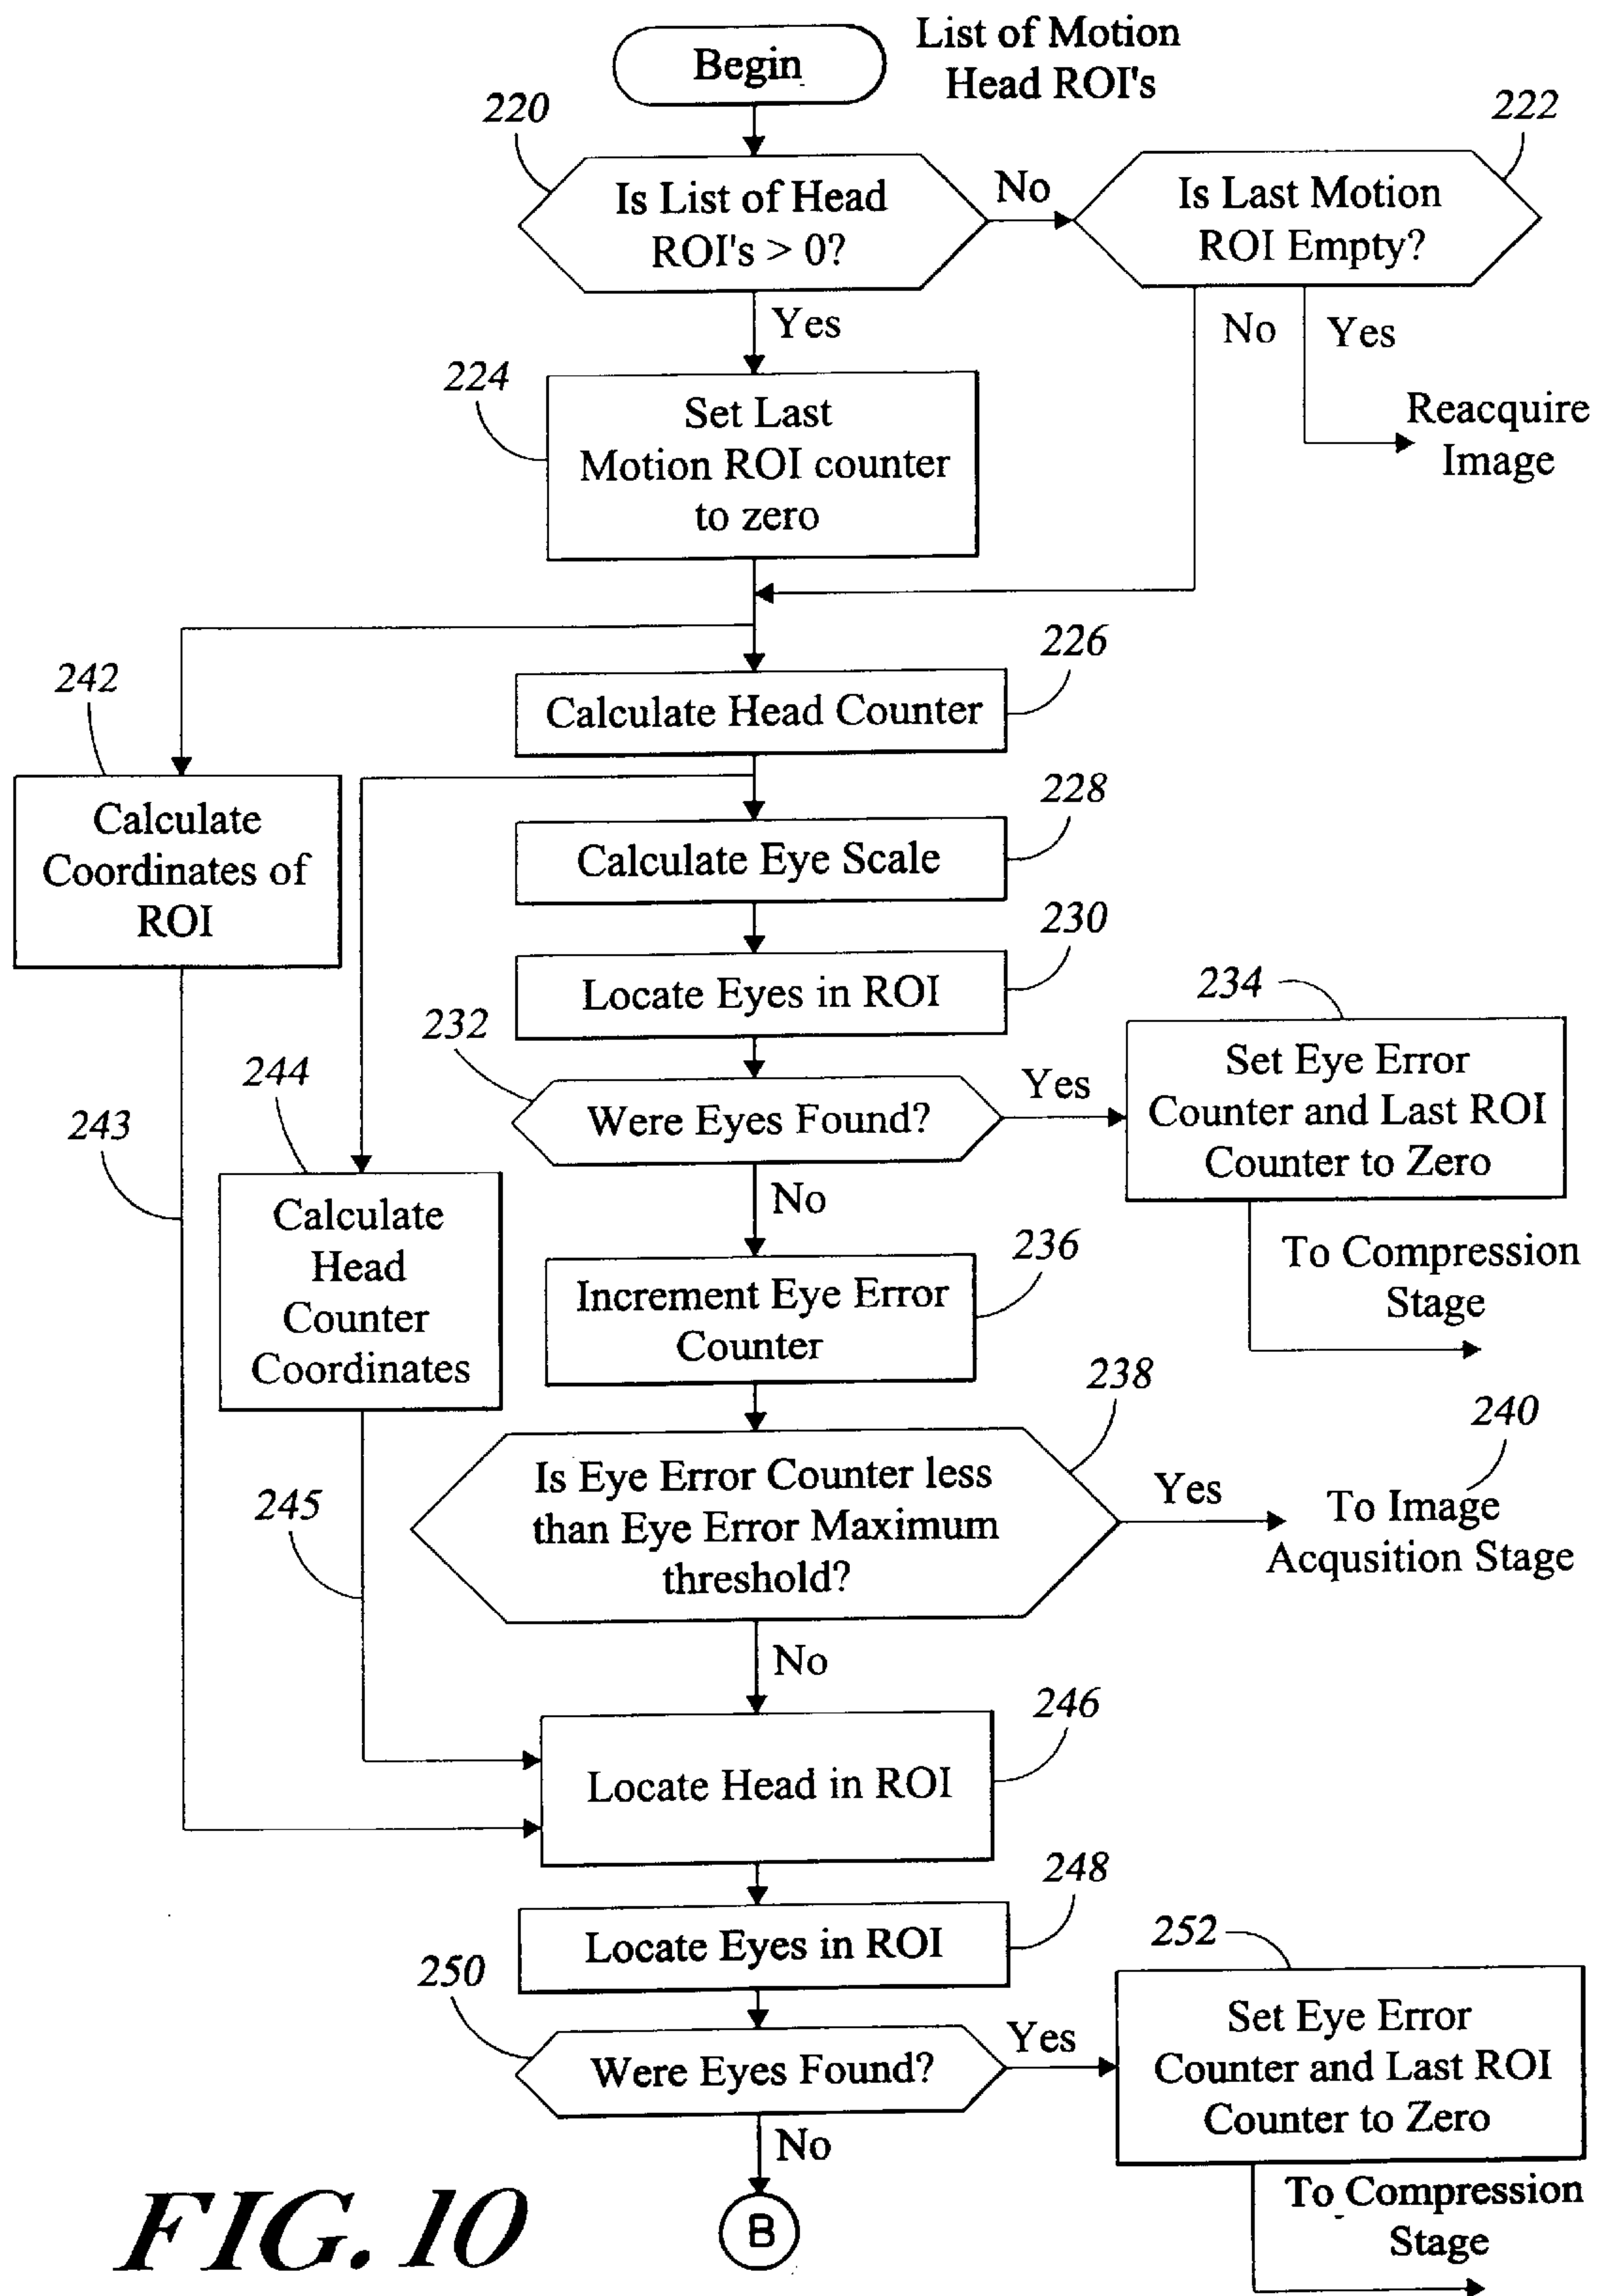 Begin
List of Motion
Head ROI's
220
Is List of Head
ROI's > 0?
No
222
Is Last Motion
ROI Empty?
Yes
No
Yes
Reacquire
Image
224
Set Last
Motion ROI counter
to zero
226
Calculate Head Counter
242
Calculate
Coordinates of
ROI
228
Calculate Eye Scale
230
Locate Eyes in ROI
232
Were Eyes Found?
Yes
234
Set Eye Error
Counter and Last ROI
Counter to Zero
To Compression
Stage
243
244
Calculate
Head
Counter
Coordinates
No
236
Increment Eye Error
Counter
238
Is Eye Error Counter less
than Eye Error Maximum
threshold?
Yes
240
To Image
Acqusition Stage
245
No
246
Locate Head in ROI
248
Locate Eyes in ROI
250
Were Eyes Found?
Yes
252
Set Eye Error
Counter and Last ROI
Counter to Zero
To Compression
Stage
No
B
FIG. 10